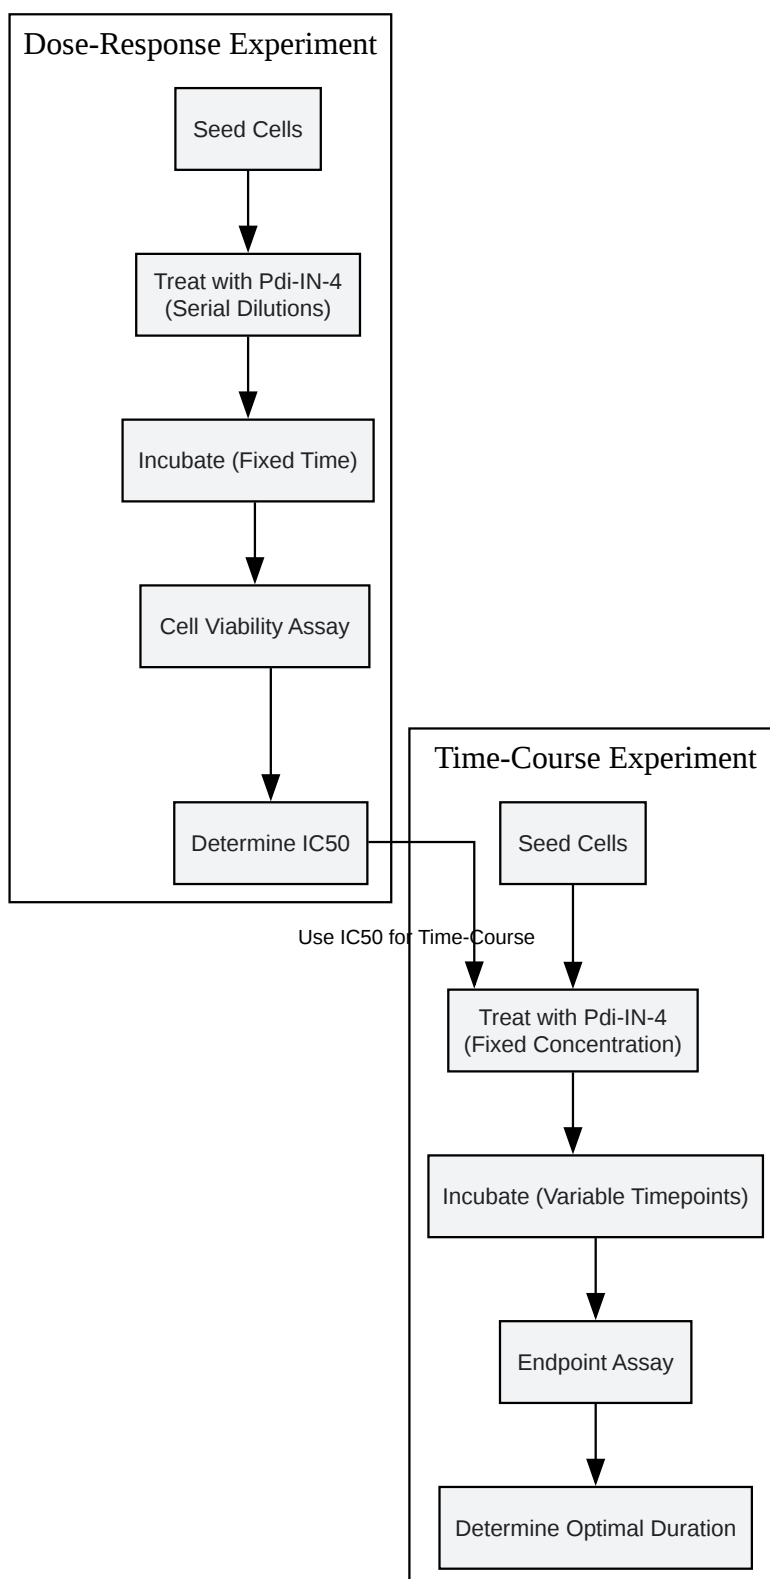 Dose-Response Experiment
Seed Cells
Treat with Pdi-IN-4
(Serial Dilutions)
Incubate (Fixed Time)
Cell Viability Assay
Determine IC50
Use IC50 for Time-Course
Time-Course Experiment
Seed Cells
Treat with Pdi-IN-4
(Fixed Concentration)
Incubate (Variable Timepoints)
Endpoint Assay
Determine Optimal Duration